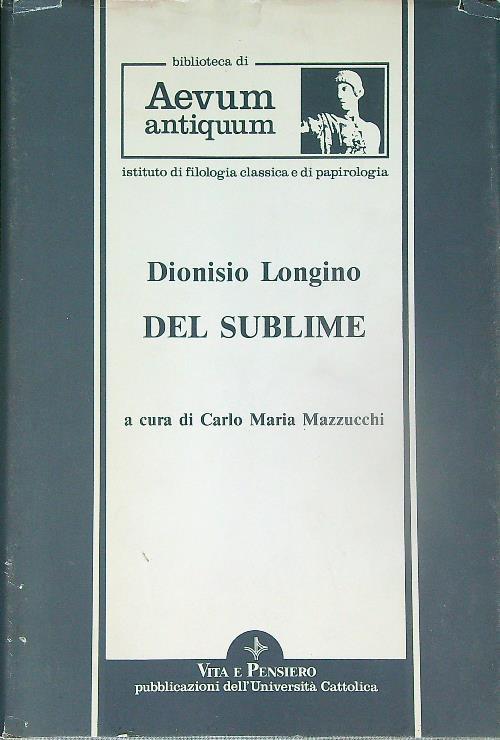 biblioteca di
Aevum
antiquum
istituto di filologia classica e di papirologia
Dionisio Longino
DEL SUBLIME
a cura di Carlo Maria Mazzucchi
VITA E PENSIERO
pubblicazioni dell'Università Cattolica